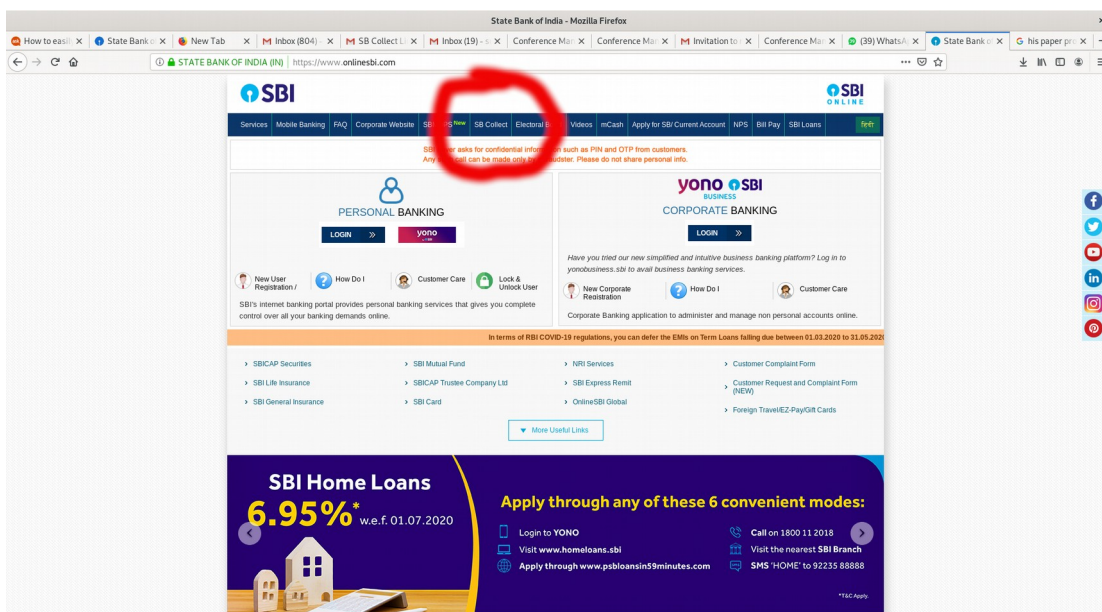 State Bank of India - Mozilla Firefox
How to easil State Bank o New Tab Inbox (804) - SB Collect Li Inbox (19) - s Conference Man Conference Mar Invitation to Conference Man (39) WhatsA State Bank of his paper pre
STATE BANK OF INDIA (IN) https://www.onlinesbi.com
SBI
SBI
ONLINE
Services Mobile Banking FAQ Corporate Website New SB Collect Electoral Videos mCash Apply for SB/ Current Account NPS Bill Pay SBI Loans हिन्दी
asks for confidential such as PIN and OTP from customers.
Any call can be made only Please do not share personal info.
PERSONAL BANKING
LOGIN »
yono
New User
Registration /
How Do I
Customer Care
Lock &
Unlock User
SBI's internet banking portal provides personal banking services that gives you complete
control over all your banking demands online.
yono SBI
BUSINESS
CORPORATE BANKING
LOGIN »
Have you tried our new simplified and intuitive business banking platform? Log in to
yonobusiness.sbi to avail business banking services.
New Corporate
Registration
How Do I
Customer Care
Corporate Banking application to administer and manage non personal accounts online.
In terms of RBI COVID-19 regulations, you can defer the EMIs on Term Loans falling due between 01.03.2020 to 31.05.2020
SBICAP Securities
SBI Life Insurance
SBI General Insurance
SBI Mutual Fund
SBICAP Trustee Company Ltd
SBI Card
NRI Services
SBI Express Remit
OnlineSBI Global
Customer Complaint Form
Customer Request and Complaint Form
(NEW)
Foreign Travel/EZ-Pay/Gift Cards
More Useful Links
SBI Home Loans
6.95%* w.e.f. 01.07.2020
Apply through any of these 6 convenient modes:
Login to YONO
Visit www.homeloans.sbi
Apply through www.psbloansin59minutes.com
Call on 1800 11 2018
Visit the nearest SBI Branch
SMS 'HOME' to 92235 88888
*T&C Apply.